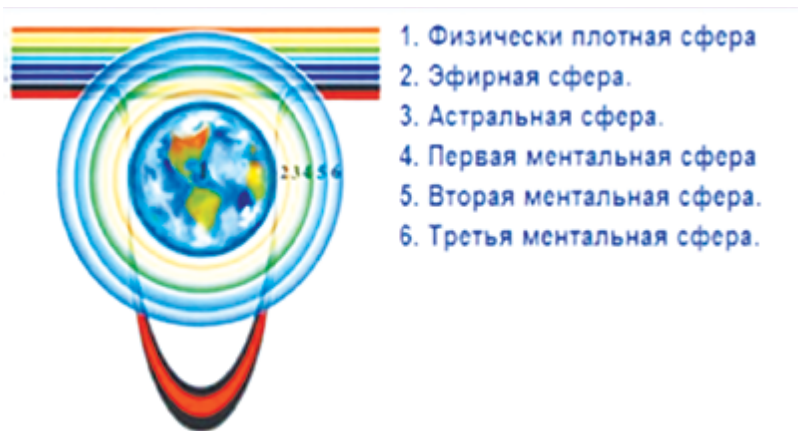 1. Физически плотная сфера
2. Эфирная сфера.
3. Астральная сфера.
4. Первая ментальная сфера
5. Вторая ментальная сфера.
6. Третья ментальная сфера.
1 2 3 4 5 6